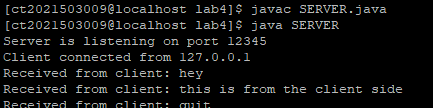 [ct2021503009@localhost lab4]$ javac SERVER.java
[ct2021503009@localhost lab4]$ java SERVER
Server is listening on port 12345
Client connected from 127.0.0.1
Received from client: hey
Received from client: this is from the client side
Received from client: quit